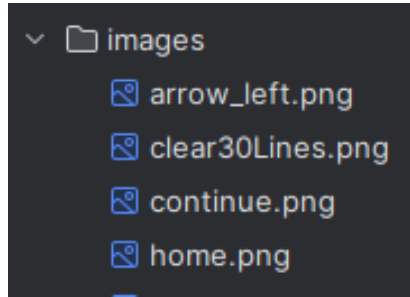 images
arrow_left.png
clear30Lines.png
continue.png
home.png